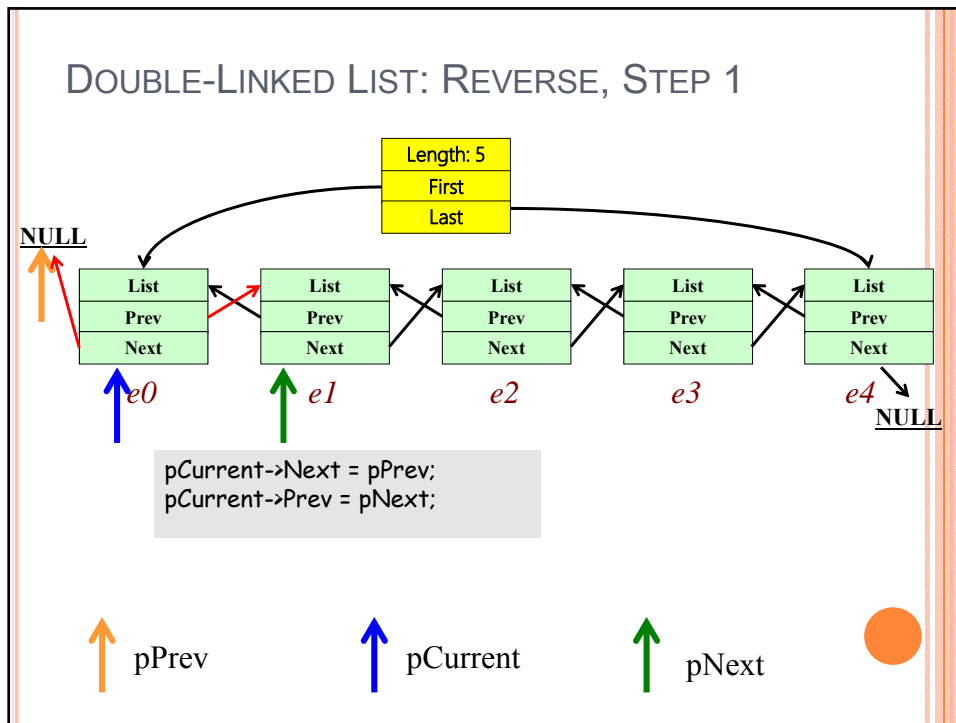 DOUBLE-LINKED LIST: REVERSE, STEP 1
Length: 5
First
Last
NULL
List
Prev
Next
e0
List
Prev
Next
e1
List
Prev
Next
e2
List
Prev
Next
e3
List
Prev
Next
e4
NULL
pCurrent->Next = pPrev;
pCurrent->Prev = pNext;
pPrev
pCurrent
pNext